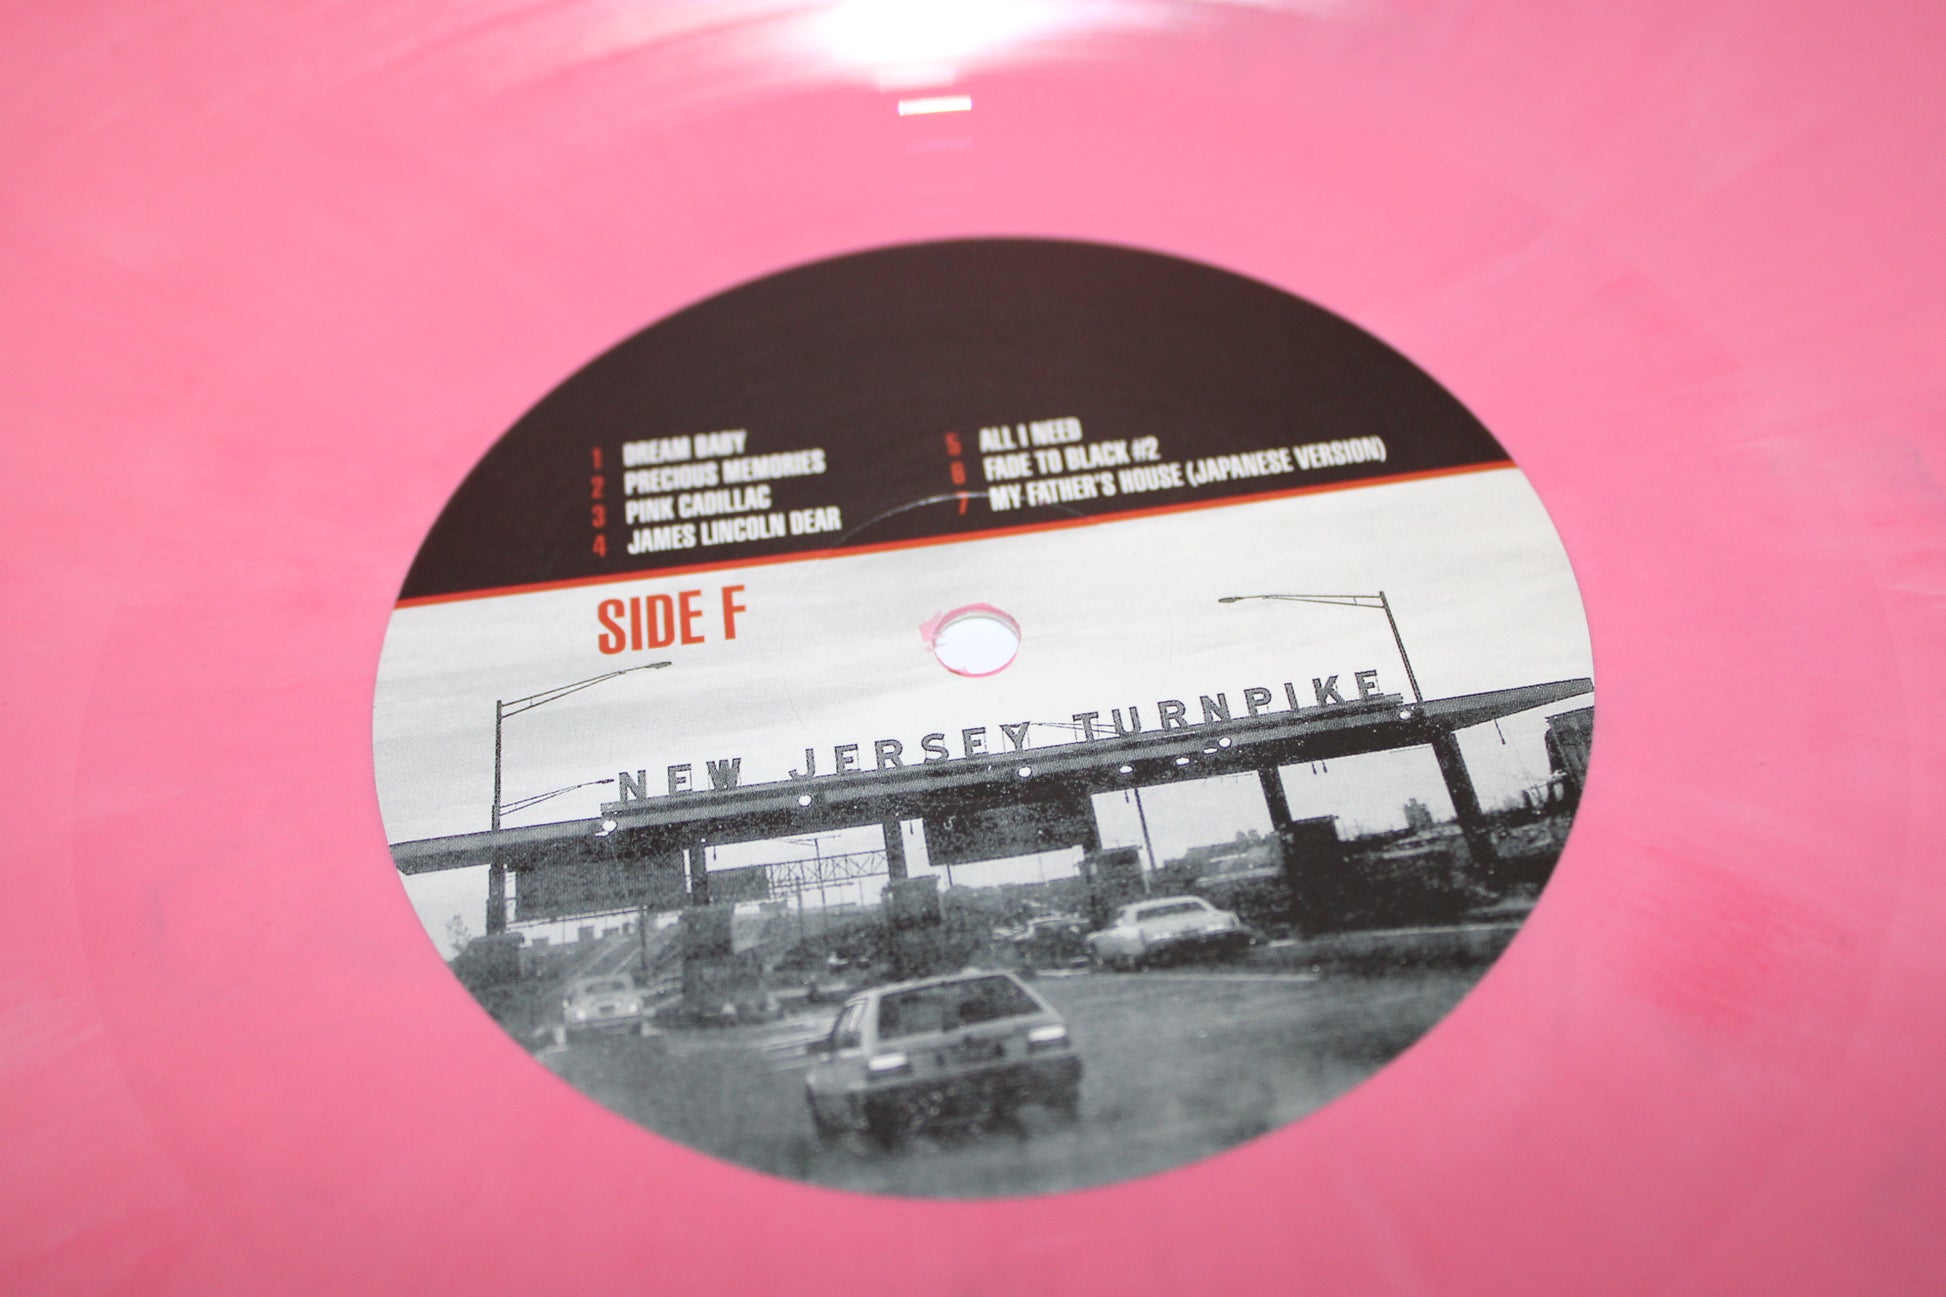 1 DREAM BABY
2 PRECIOUS MEMORIES
3 PINK CADILLAC
4 JAMES LINCOLN DEAR
5 ALL I NEED
6 FADE TO BLACK #2
7 MY FATHER'S HOUSE (JAPANESE VERSION)
SIDE F
NEW JERSEY TURNPIKE